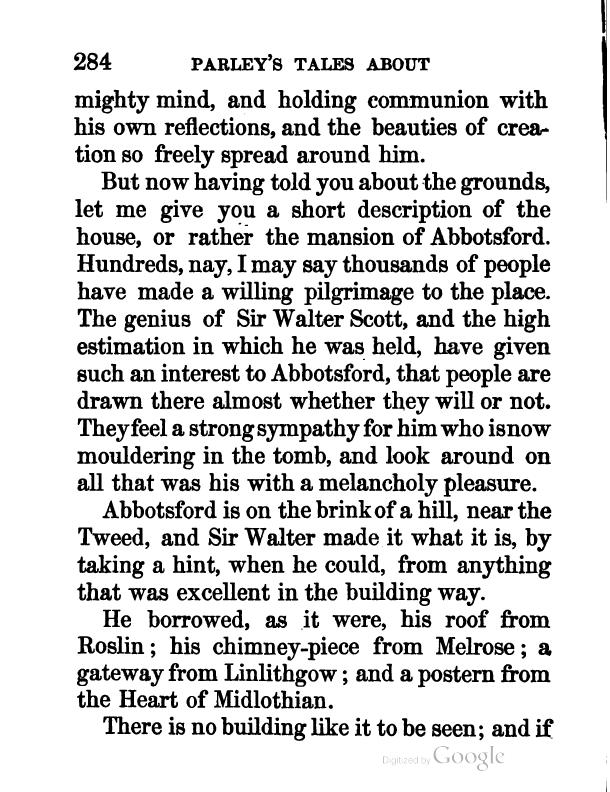 284 PARLEY'S TALES ABOUT
mighty mind, and holding communion with
his own reflections, and the beauties of crea-
tion so freely spread around him.
But now having told you about the grounds,
let me give you a short description of the
house, or rather the mansion of Abbotsford.
Hundreds, nay, I may say thousands of people
have made a willing pilgrimage to the place.
The genius of Sir Walter Scott, and the high
estimation in which he was held, have given
such an interest to Abbotsford, that people are
drawn there almost whether they will or not.
They feel a strong sympathy for him who is now
mouldering in the tomb, and look around on
all that was his with a melancholy pleasure.
Abbotsford is on the brink of a hill, near the
Tweed, and Sir Walter made it what it is, by
taking a hint, when he could, from anything
that was excellent in the building way.
He borrowed, as it were, his roof from
Roslin; his chimney-piece from Melrose; a
gateway from Linlithgow; and a postern from
the Heart of Midlothian.
There is no building like it to be seen; and if
Digitized by Google